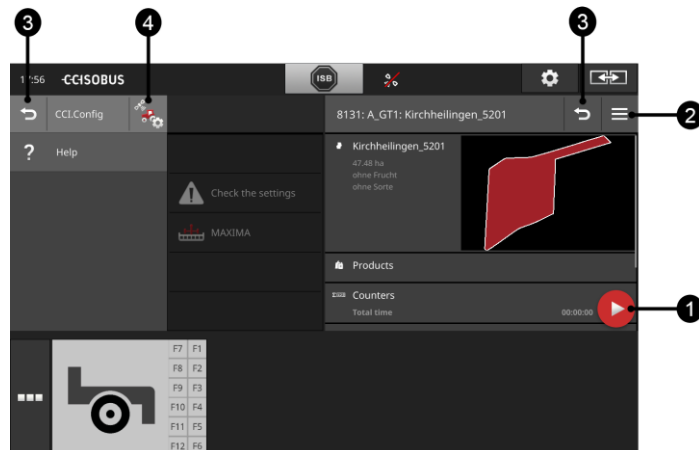 3
4
3
17:56
CCISOBUS
ISB
CCI.Config
8131: A_GT1: Kirchheilingen_5201
2
? Help
Kirchheilingen_5201
47.48 ha
ohne Frucht
ohne Sorte
Check the settings
MAXIMA
Products
Counters
Total time 00:00:00
1
F7 F1
F8 F2
F9 F3
F10 F4
F11 F5
F12 F6